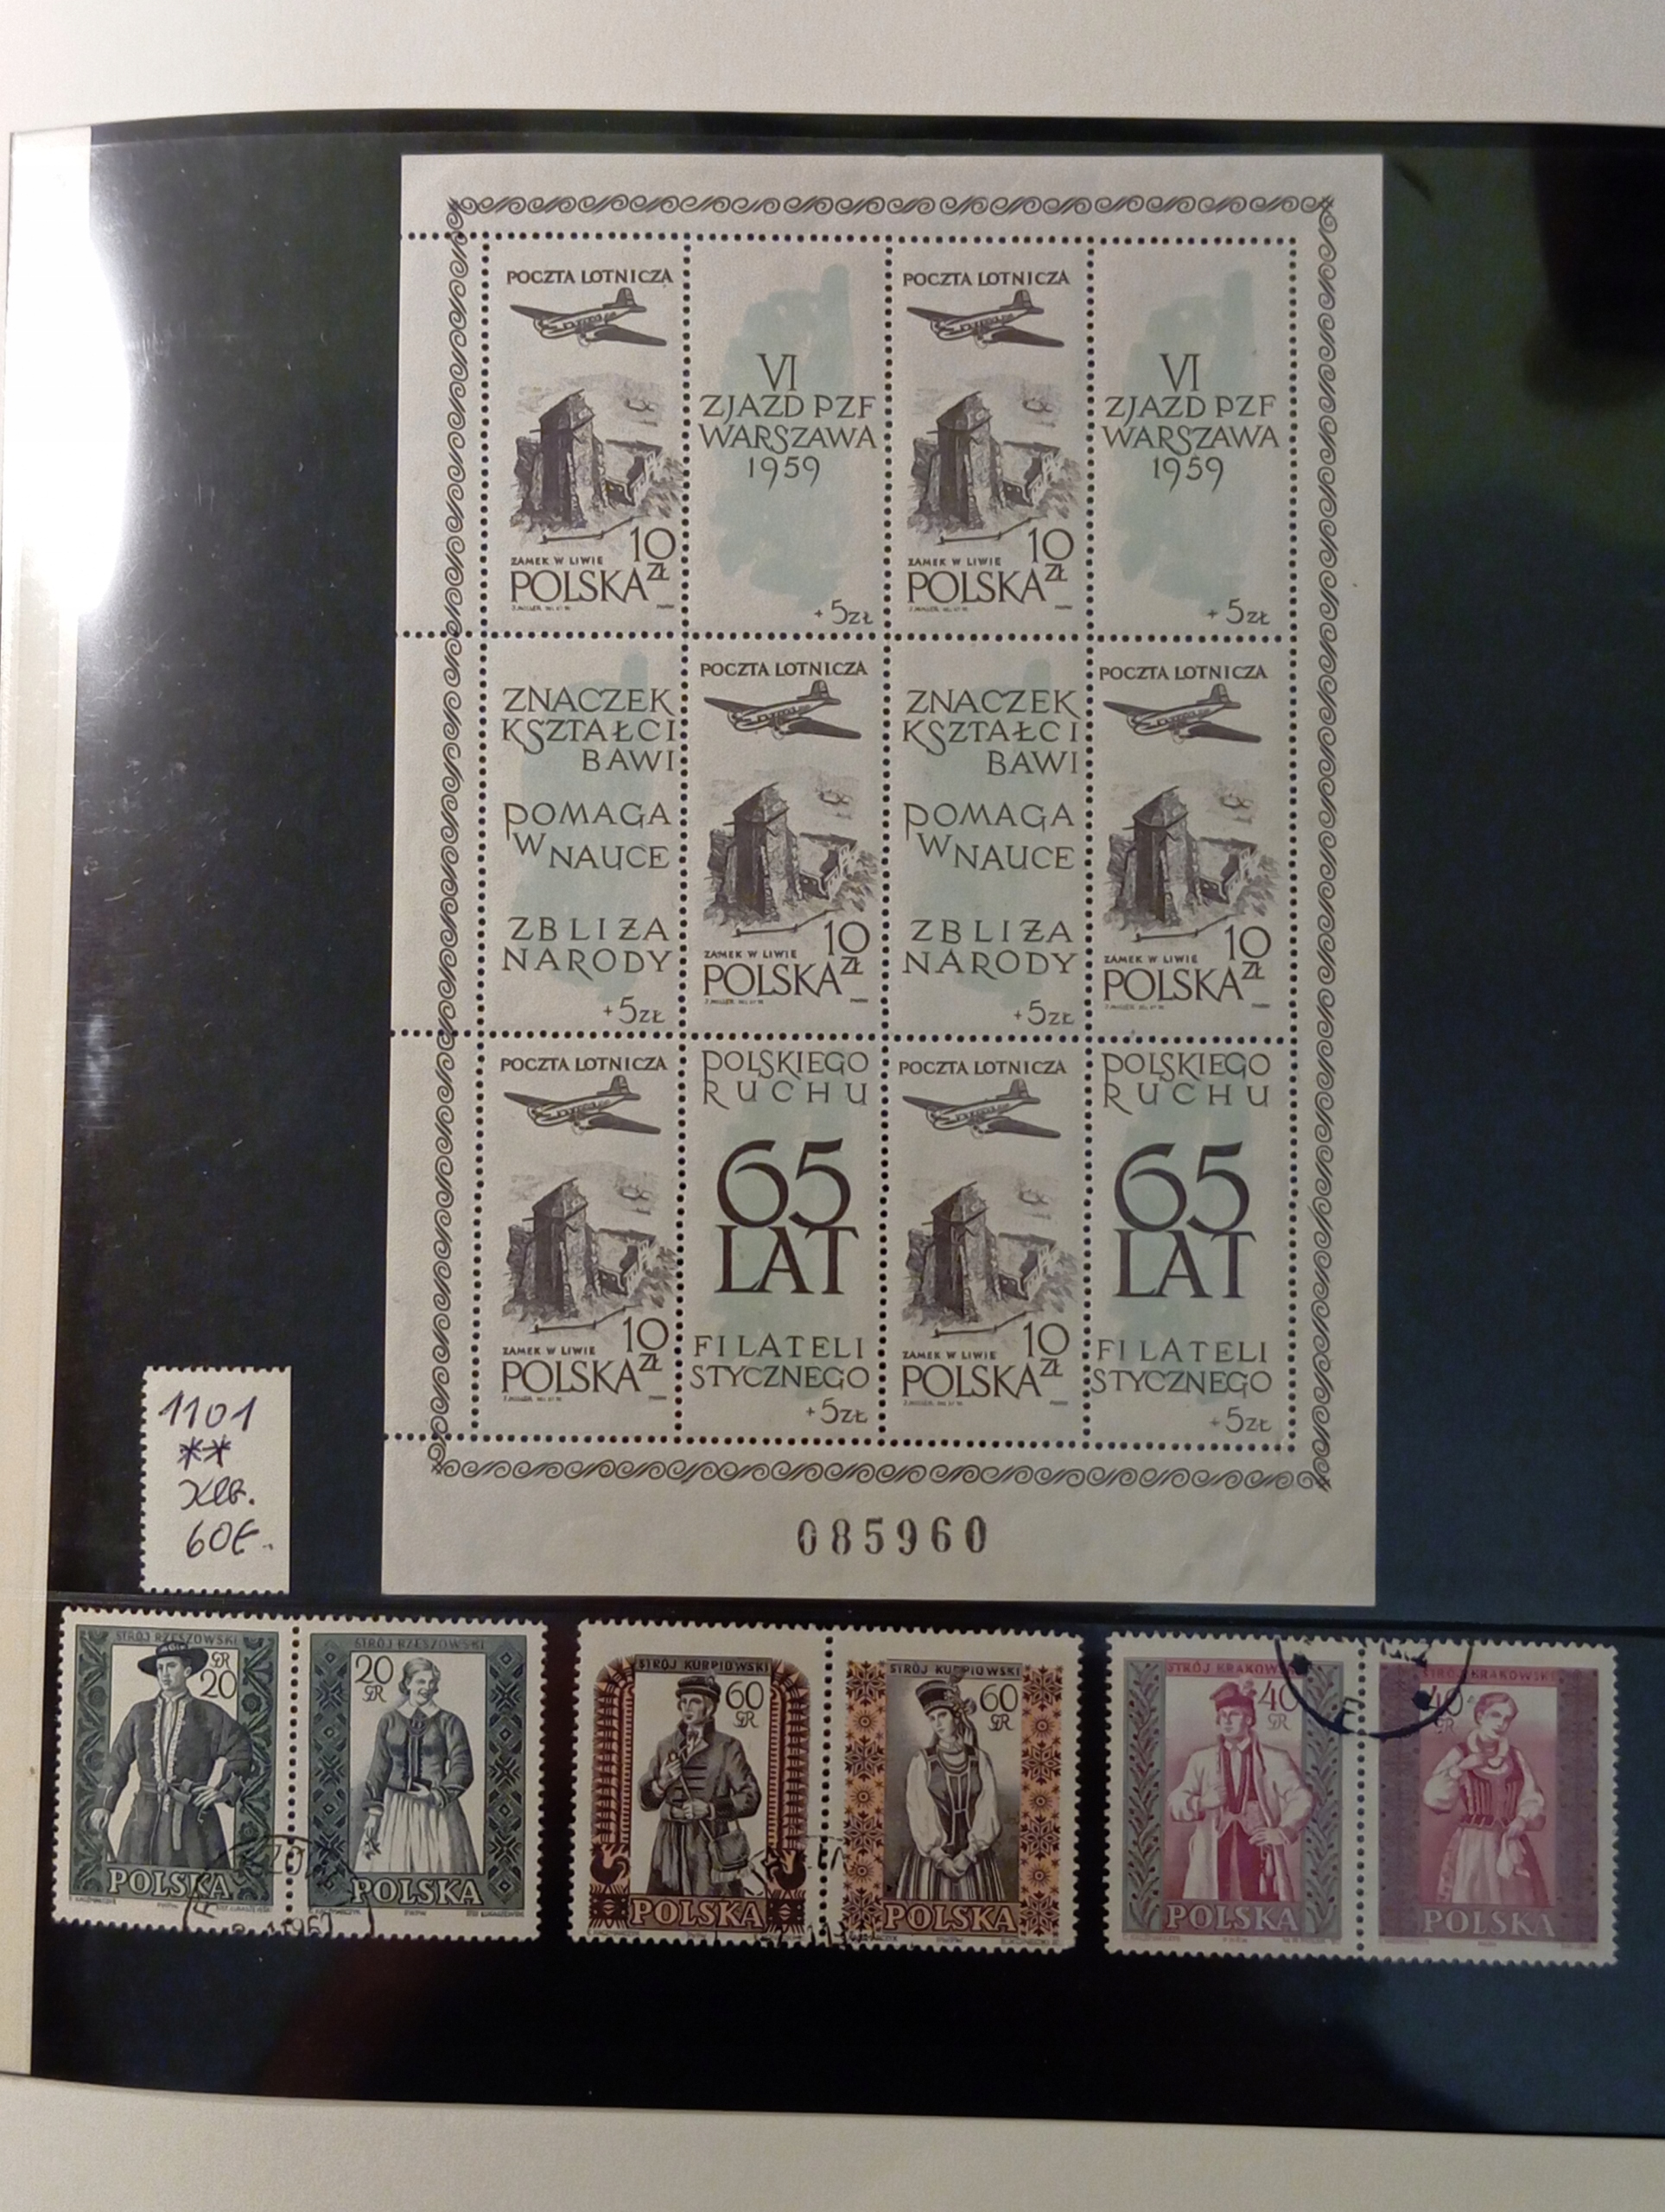 POCZTA LOTNICZA
10 ZŁ
ZAMEK W LIWIE
POLSKA
VI
ZJAZD PZF
WARSZAWA
1959
+5ZŁ
POCZTA LOTNICZA
10 ZŁ
ZAMEK W LIWIE
POLSKA
VI
ZJAZD PZF
WARSZAWA
1959
+5ZŁ
ZNACZEK
KSZTAŁCI
BAWI
POMAGA
W NAUCE
ZBLIŻA
NARODY
+5ZŁ
POCZTA LOTNICZA
10 ZŁ
ZAMEK W LIWIE
POLSKA
ZNACZEK
KSZTAŁCI
BAWI
POMAGA
W NAUCE
ZBLIŻA
NARODY
+5ZŁ
POCZTA LOTNICZA
10 ZŁ
ZAMEK W LIWIE
POLSKA
POCZTA LOTNICZA
10 ZŁ
ZAMEK W LIWIE
POLSKA
POLSKIEGO
RUCHU
65
LAT
FILATELI
STYCZNEGO
+5ZŁ
POCZTA LOTNICZA
10 ZŁ
ZAMEK W LIWIE
POLSKA
POLSKIEGO
RUCHU
65
LAT
FILATELI
STYCZNEGO
+5ZŁ
085960
1101
**
60€.
STRÓJ RZESZOWSKI
GR
20
POLSKA
STRÓJ RZESZOWSKI
20
GR
POLSKA
STRÓJ KURPIOWSKI
60
GR
POLSKA
STRÓJ KURPIOWSKI
60
GR
POLSKA
STRÓJ KRAKOWSKI
40
GR
POLSKA
STRÓJ KRAKOWSKI
40
GR
POLSKA